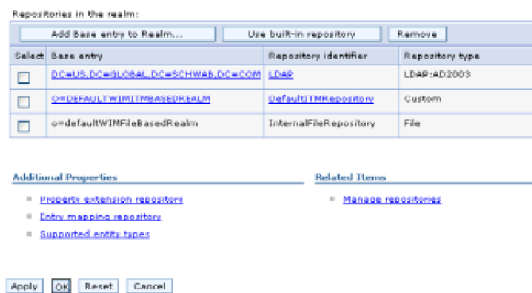 Repositories in the realm:
Add Base entry to Realm... Use built-in repository Remove
Select Base entry Repository identifier Repository type
DC=US,DC=GLOBAL,DC=SCHWAB,DC=COM LDAP LDAP:AD2003
O=DEFAULTWIMITMBASEDREALM DefaultITMRepository Custom
o=defaultWIMFileBasedRealm InternalFileRepository File
Additional Properties Related Items
Property extension repository Manage repositories
Entry mapping repository
Supported entity types
Apply OK Reset Cancel